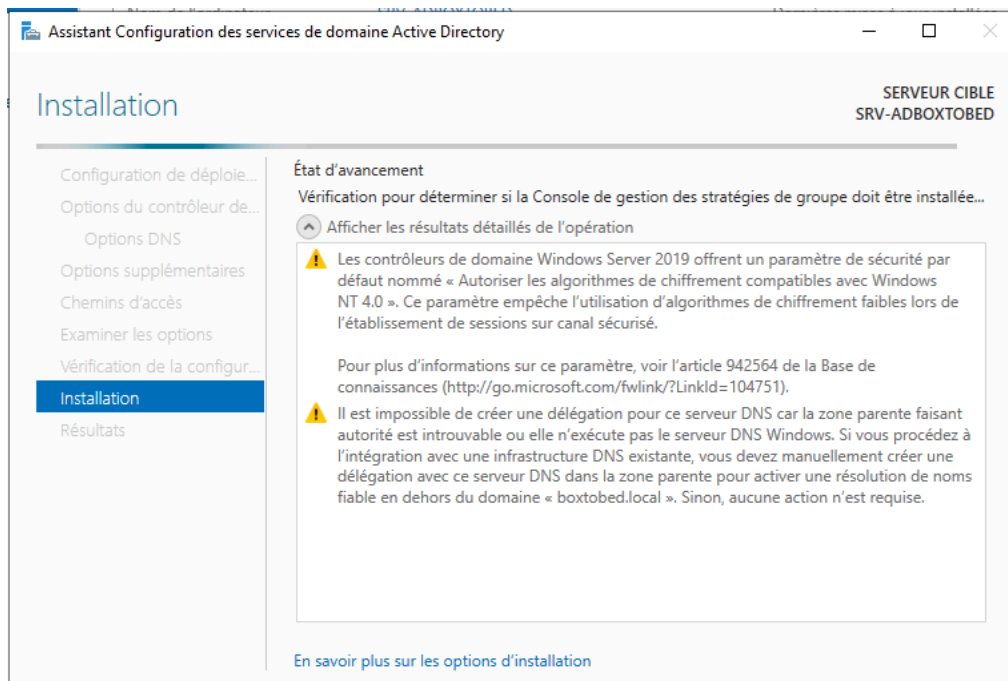 Assistant Configuration des services de domaine Active Directory
Installation
SERVEUR CIBLE
SRV-ADBOXTOBED
Configuration de déploie...
Options du contrôleur de...
Options DNS
Options supplémentaires
Chemins d'accès
Examiner les options
Vérification de la configur...
Installation
Résultats
État d'avancement
Vérification pour déterminer si la Console de gestion des stratégies de groupe doit être installée...
Afficher les résultats détaillés de l'opération
Les contrôleurs de domaine Windows Server 2019 offrent un paramètre de sécurité par
défaut nommé « Autoriser les algorithmes de chiffrement compatibles avec Windows
NT 4.0 ». Ce paramètre empêche l'utilisation d'algorithmes de chiffrement faibles lors de
l'établissement de sessions sur canal sécurisé.
Pour plus d'informations sur ce paramètre, voir l'article 942564 de la Base de
connaissances (http://go.microsoft.com/fwlink/?LinkId=104751).
Il est impossible de créer une délégation pour ce serveur DNS car la zone parente faisant
autorité est introuvable ou elle n'exécute pas le serveur DNS Windows. Si vous procédez à
l'intégration avec une infrastructure DNS existante, vous devez manuellement créer une
délégation avec ce serveur DNS dans la zone parente pour activer une résolution de noms
fiable en dehors du domaine « boxtobed.local ». Sinon, aucune action n'est requise.
En savoir plus sur les options d'installation